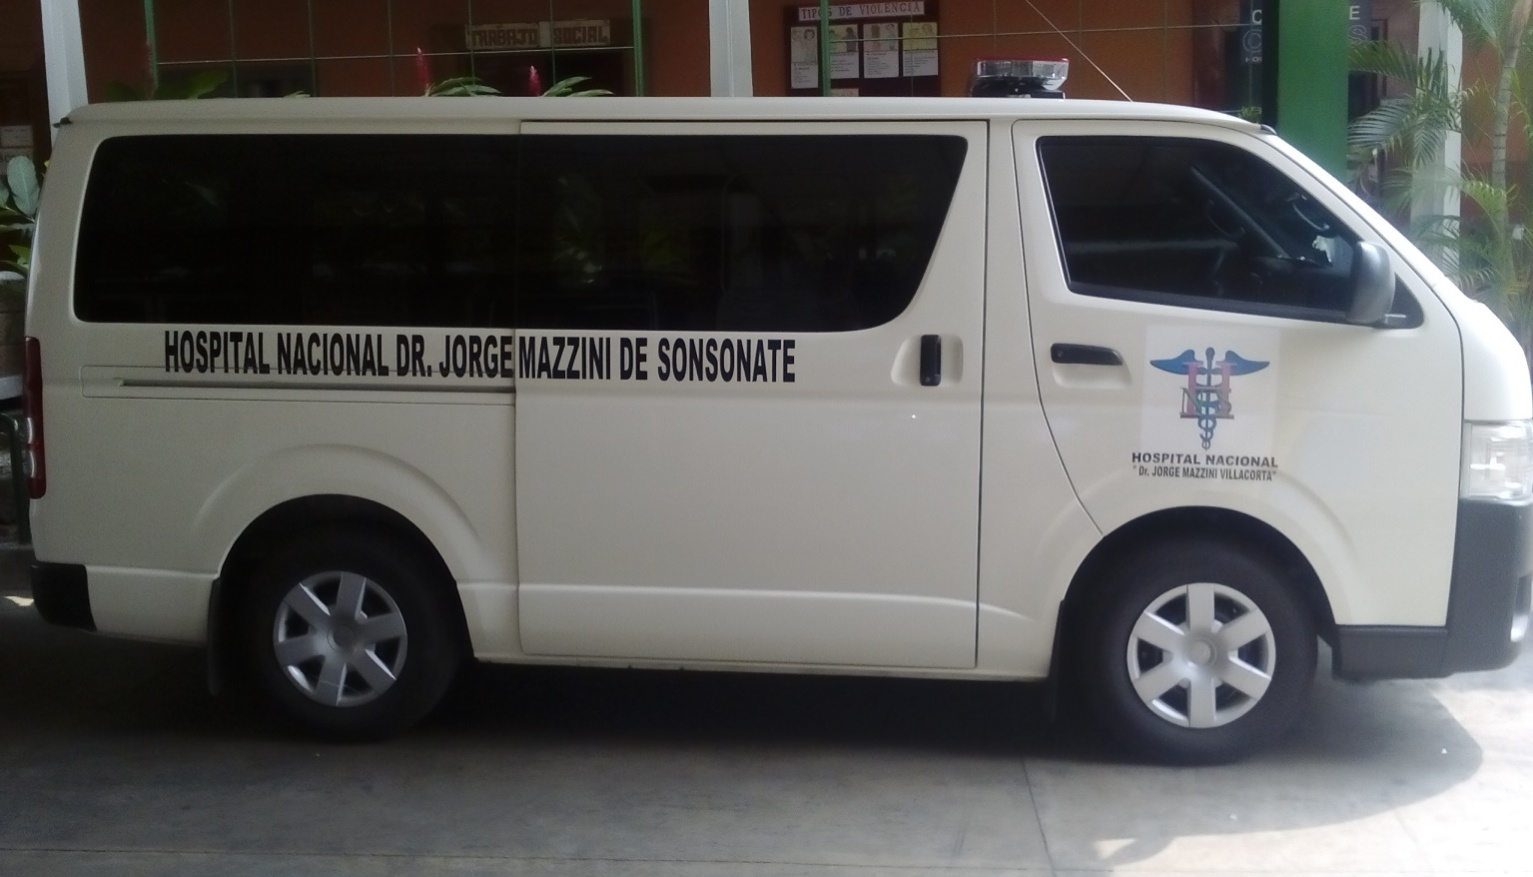 TRABAJO SOCIAL
TIPOS DE VIOLENCIA
HOSPITAL NACIONAL DR. JORGE MAZZINI DE SONSONATE
HOSPITAL NACIONAL
"Dr. JORGE MAZZINI VILLACORTA"